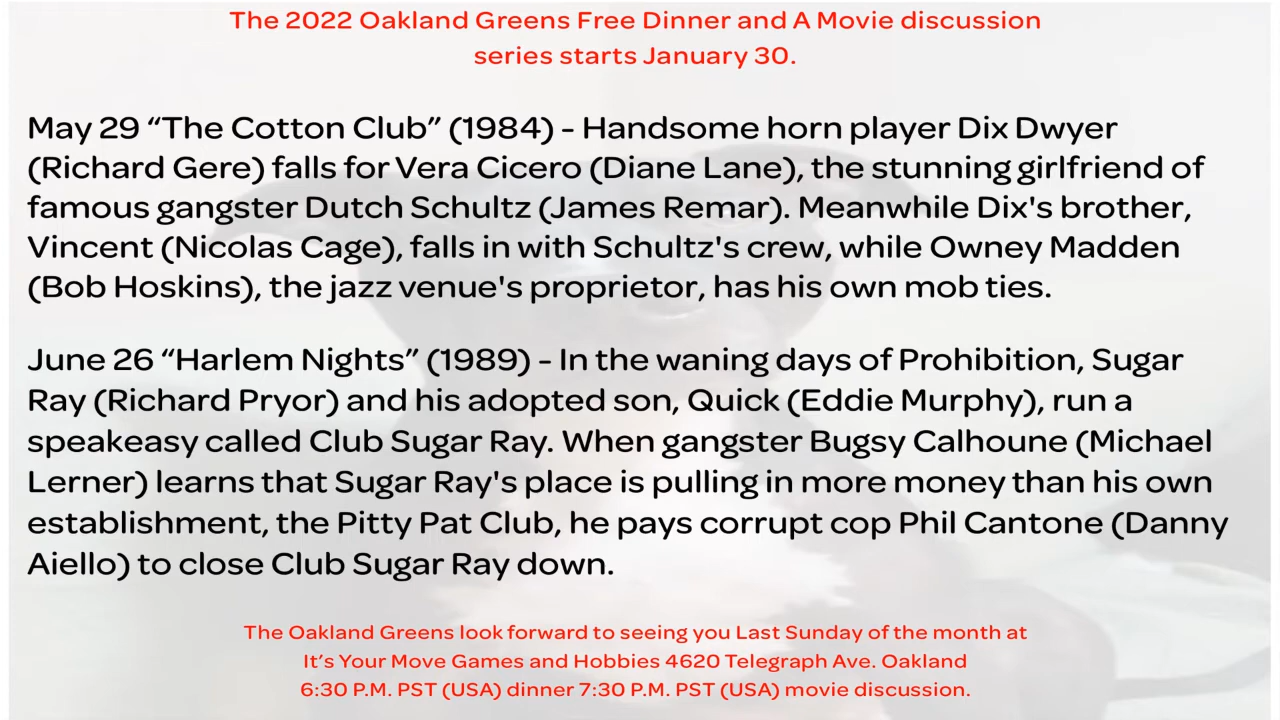 The 2022 Oakland Greens Free Dinner and A Movie discussion
series starts January 30.
May 29 “The Cotton Club” (1984) - Handsome horn player Dix Dwyer
(Richard Gere) falls for Vera Cicero (Diane Lane), the stunning girlfriend of
famous gangster Dutch Schultz (James Remar). Meanwhile Dix's brother,
Vincent (Nicolas Cage), falls in with Schultz's crew, while Owney Madden
(Bob Hoskins), the jazz venue's proprietor, has his own mob ties.
June 26 “Harlem Nights” (1989) - In the waning days of Prohibition, Sugar
Ray (Richard Pryor) and his adopted son, Quick (Eddie Murphy), run a
speakeasy called Club Sugar Ray. When gangster Bugsy Calhoune (Michael
Lerner) learns that Sugar Ray's place is pulling in more money than his own
establishment, the Pitty Pat Club, he pays corrupt cop Phil Cantone (Danny
Aiello) to close Club Sugar Ray down.
The Oakland Greens look forward to seeing you Last Sunday of the month at
It’s Your Move Games and Hobbies 4620 Telegraph Ave. Oakland
6:30 P.M. PST (USA) dinner 7:30 P.M. PST (USA) movie discussion.